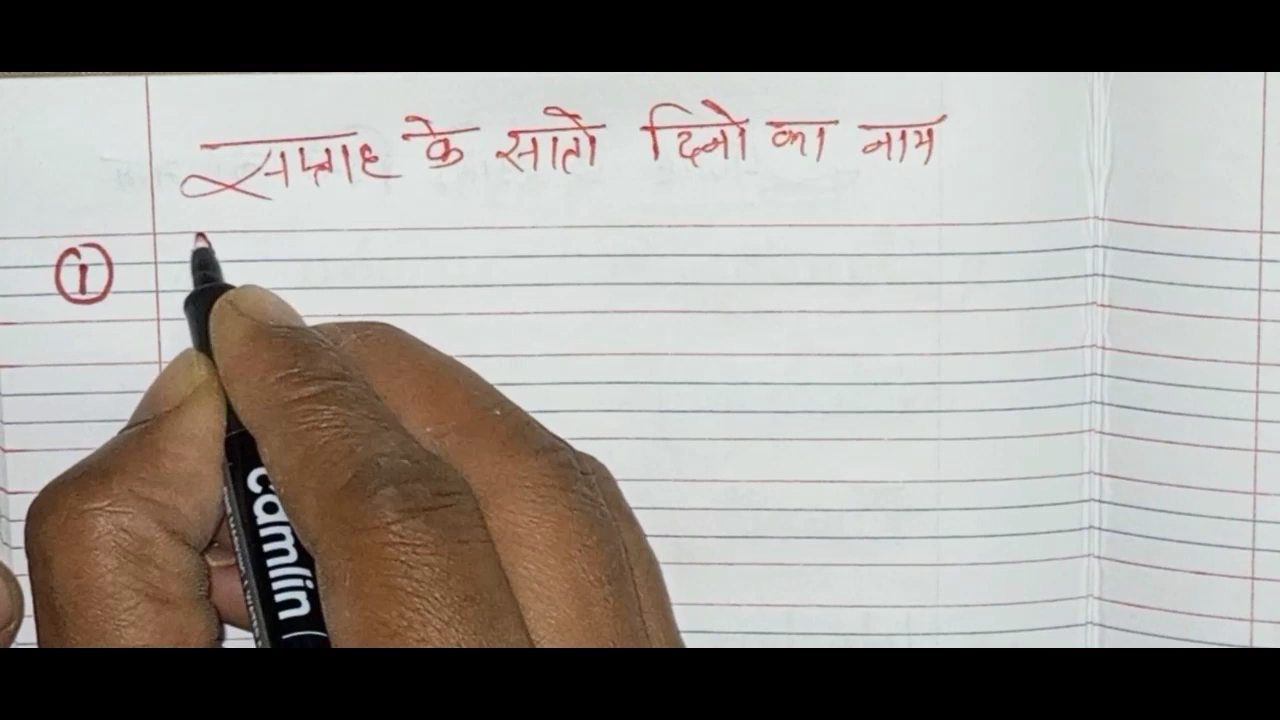 सप्ताह के सातो दिनो का नाम
①
camlin